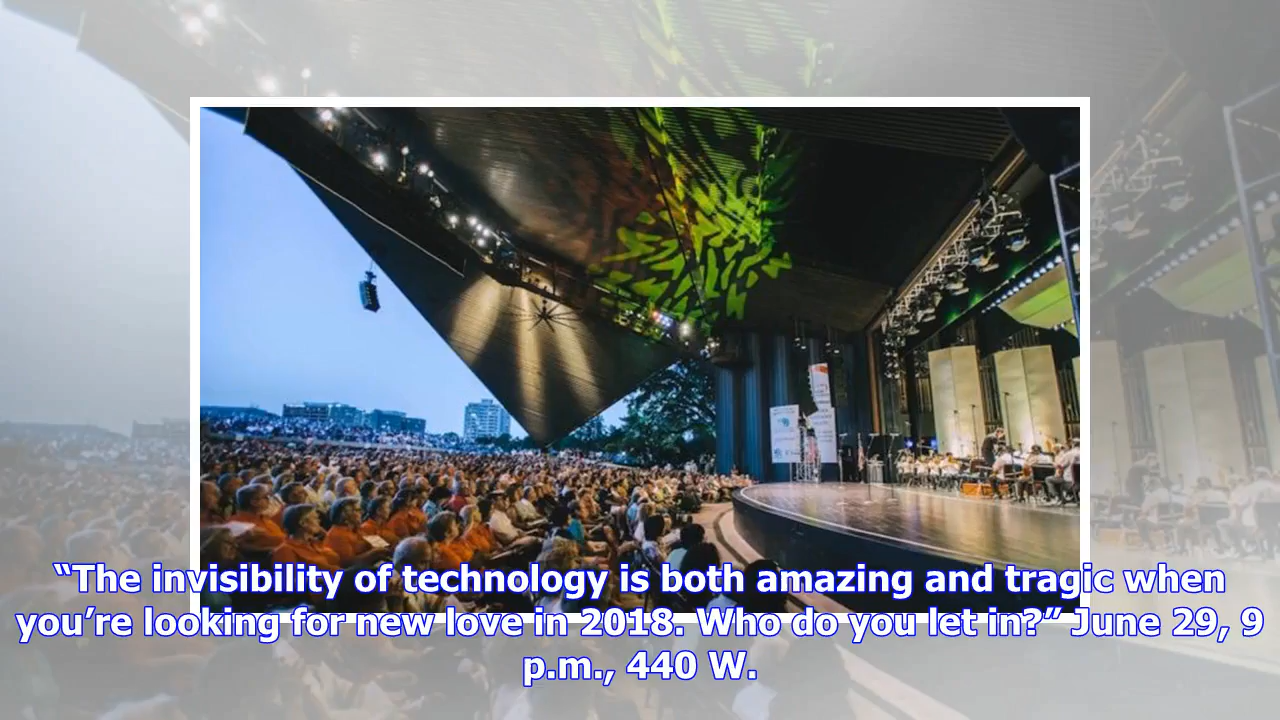 “The invisibility of technology is both amazing and tragic when
you’re looking for new love in 2018. Who do you let in?” June 29, 9
p.m., 440 W.